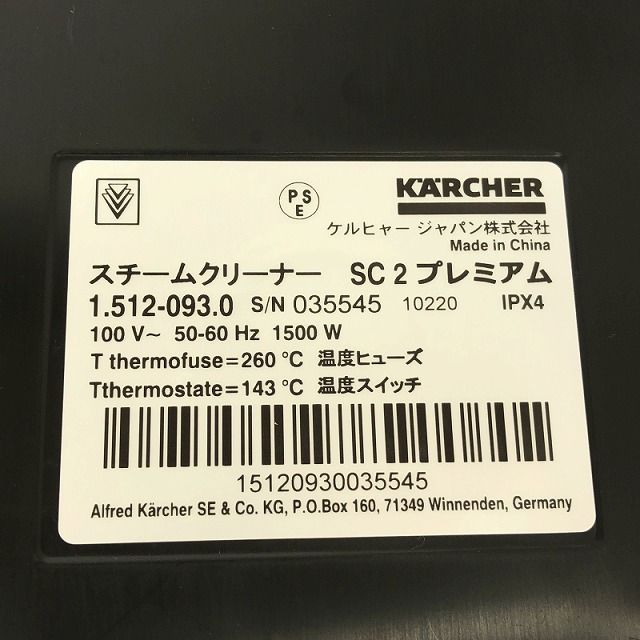 PS
E
KÄRCHER
ケルヒャー ジャパン株式会社
Made in China
スチームクリーナー SC 2 プレミアム
1.512-093.0 S/N 035545 10220 IPX4
100 V~ 50-60 Hz 1500 W
T thermofuse=260 °C 温度ヒューズ
Tthermostate=143 °C 温度スイッチ
15120930035545
Alfred Kärcher SE & Co. KG, P.O.Box 160, 71349 Winnenden, Germany